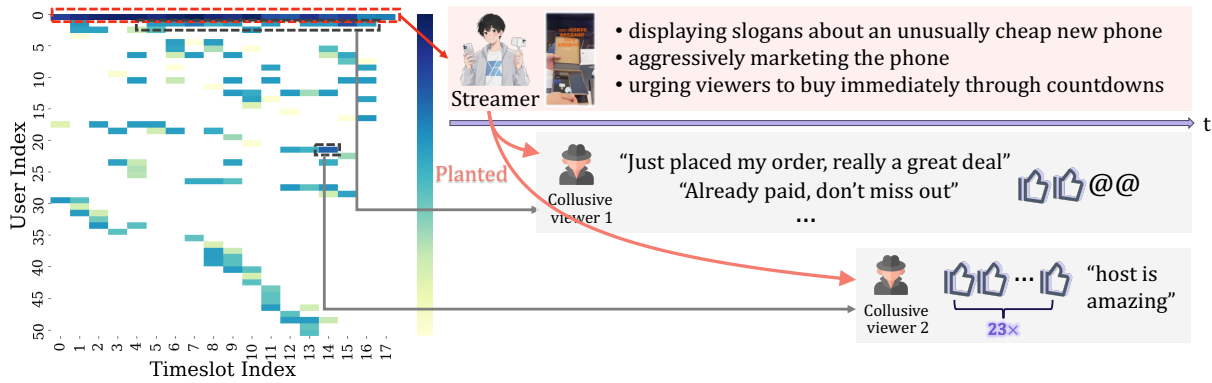 0
5
10
15
20
25
30
35
40
45
50
User Index
0 1 2 3 4 5 6 7 8 9 10 11 12 13 14 15 16 17
Timeslot Index
Streamer
• displaying slogans about an unusually cheap new phone
• aggressively marketing the phone
• urging viewers to buy immediately through countdowns
t
Planted
Collusive
viewer 1
“Just placed my order, really a great deal”
“Already paid, don’t miss out”
...
@@
Collusive
viewer 2
...
23×
“host is
amazing”